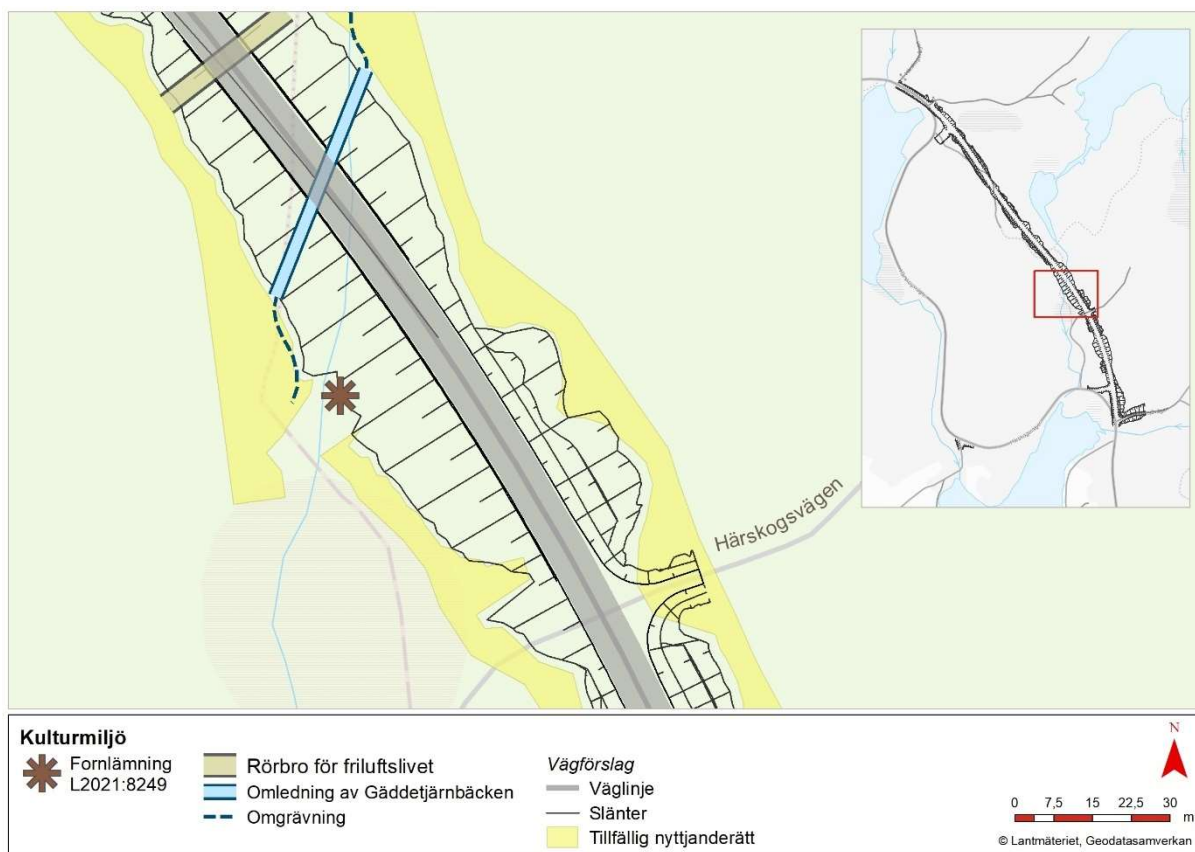 Härskogsvägen
Kulturmiljö
Fornlämning
L2021:8249
Rörbro för friluftslivet
Omledning av Gäddetjärnbäcken
Omgrävning
Vägförslag
Väglinje
Slänter
Tillfällig nyttjanderätt
N
0 7,5 15 22,5 30
m
© Lantmäteriet, Geodatasamverkan